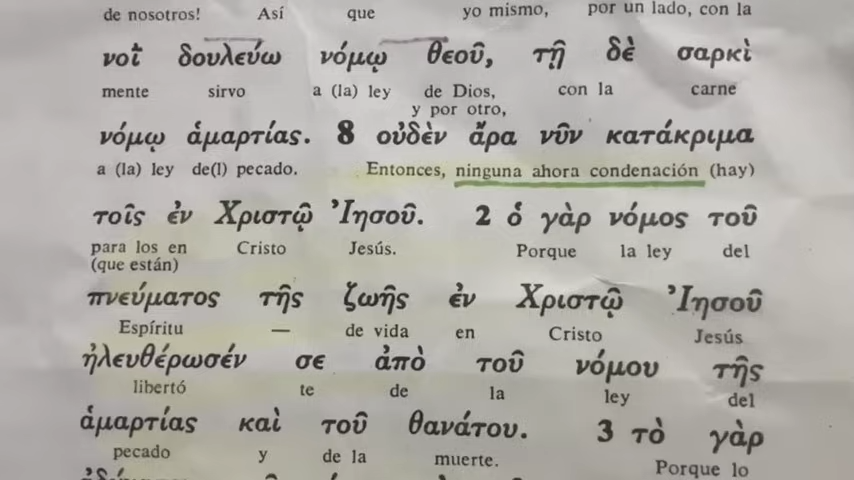 de nosotros! Así que yo mismo, por un lado, con la
νοῒ δουλεύω νόμῳ θεοῦ, τῇ δὲ σαρκὶ
mente sirvo a (la) ley de Dios, con la carne
y por otro,
νόμῳ ἁμαρτίας. 8 οὐδὲν ἄρα νῦν κατάκριμα
a (la) ley de(l) pecado. Entonces, ninguna ahora condenación (hay)
τοῖς ἐν Χριστῷ Ἰησοῦ. 2 ὁ γὰρ νόμος τοῦ
para los en Cristo Jesús. Porque la ley del
(que están)
πνεύματος τῆς ζωῆς ἐν Χριστῷ Ἰησοῦ
Espíritu — de vida en Cristo Jesús
ἠλευθέρωσέν σε ἀπὸ τοῦ νόμου τῆς
libertó te de la ley del
ἁμαρτίας καὶ τοῦ θανάτου. 3 τὸ γὰρ
pecado y de la muerte. Porque lo